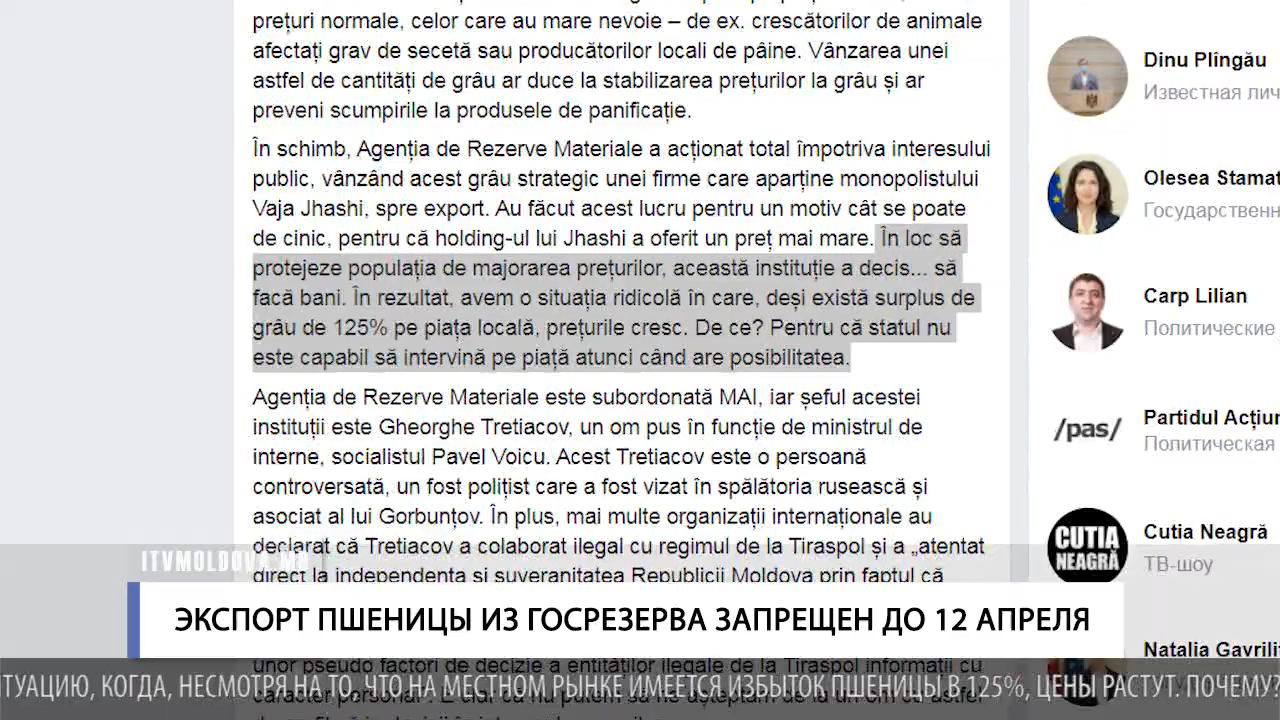 prețuri normale, celor care au mare nevoie – de ex. crescătorilor de animale
afectați grav de secetă sau producătorilor locali de pâine. Vânzarea unei
astfel de cantități de grâu ar duce la stabilizarea prețurilor la grâu și ar
preveni scumpirile la produsele de panificație.
În schimb, Agenția de Rezerve Materiale a acționat total împotriva interesului
public, vânzând acest grâu strategic unei firme care aparține monopolistului
Vaja Jhashi, spre export. Au făcut acest lucru pentru un motiv cât se poate
de cinic, pentru că holding-ul lui Jhashi a oferit un preț mai mare. În loc să
protejeze populația de majorarea prețurilor, această instituție a decis... să
facă bani. În rezultat, avem o situația ridicolă în care, deși există surplus de
grâu de 125% pe piața locală, prețurile cresc. De ce? Pentru că statul nu
este capabil să intervină pe piață atunci când are posibilitatea.
Agenția de Rezerve Materiale este subordonată MAI, iar șeful acestei
instituții este Gheorghe Tretiacov, un om pus în funcție de ministrul de
interne, socialistul Pavel Voicu. Acest Tretiacov este o persoană
controversată, un fost polițist care a fost vizat în spălătoria rusească și
asociat al lui Gorbunțov. În plus, mai multe organizații internaționale au
declarat că Tretiacov a colaborat ilegal cu regimul de la Tiraspol și a „atentat
direct la independența și suveranitatea Republicii Moldova prin faptul că
unor pseudo factori de decizie a entităților ilegale de la Tiraspol informații cu
Dinu Plîngău
Известная лич
Olesea Stamat
Государственн
Carp Lilian
Политические
/pas/
Partidul Acțiun
Политическая
CUTIA
NEAGRĂ
Cutia Neagră
ТВ-шоу
Natalia Gavriliț
ITVMOLDOVA.MD
ЭКСПОРТ ПШЕНИЦЫ ИЗ ГОСРЕЗЕРВА ЗАПРЕЩЕН ДО 12 АПРЕЛЯ
ИТУАЦИЮ, КОГДА, НЕСМОТРЯ НА ТО, ЧТО НА МЕСТНОМ РЫНКЕ ИМЕЕТСЯ ИЗБЫТОК ПШЕНИЦЫ В 125%, ЦЕНЫ РАСТУТ. ПОЧЕМУ?